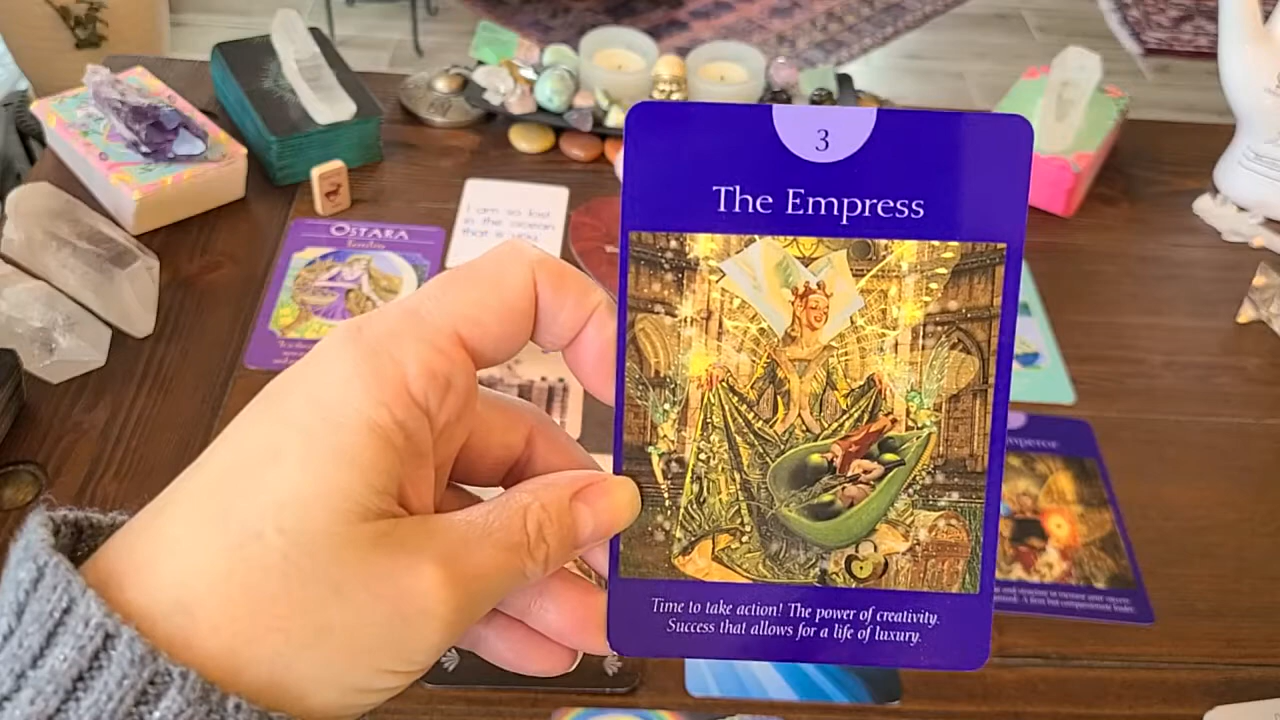 3
The Empress
Time to take action! The power of creativity.
Success that allows for a life of luxury.
OSTARA
I am so lost
in the ocean
that is you.